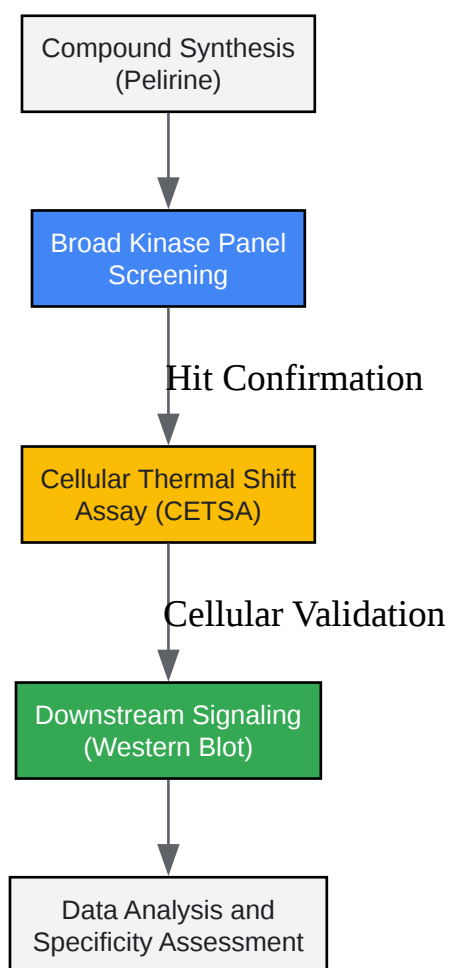 Compound Synthesis
(Pelirine)
Broad Kinase Panel
Screening
Hit Confirmation
Cellular Thermal Shift
Assay (CETSA)
Cellular Validation
Downstream Signaling
(Western Blot)
Data Analysis and
Specificity Assessment